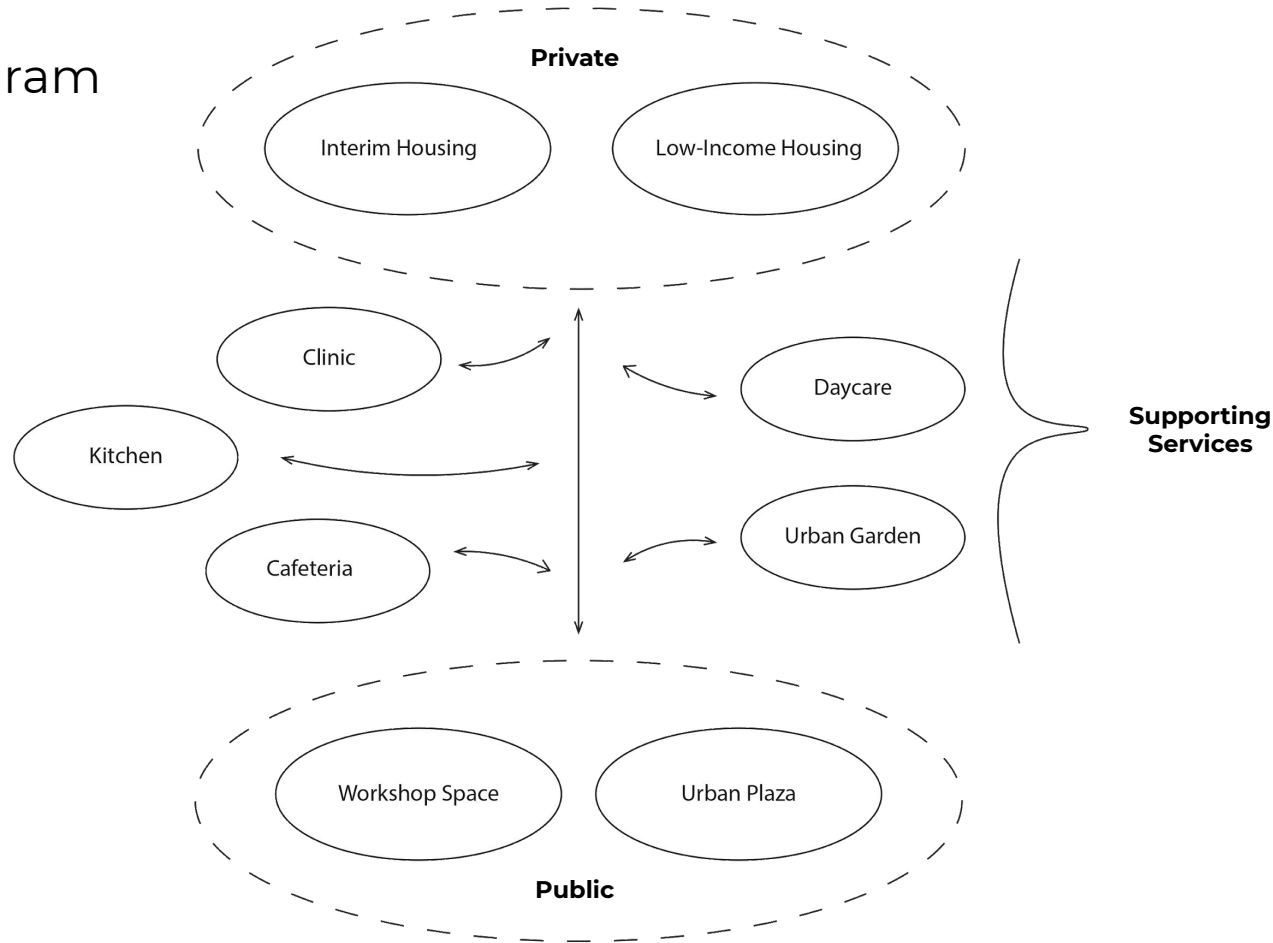 ram
Private
Interim Housing
Low-Income Housing
Clinic
Daycare
Kitchen
Supporting
Services
Urban Garden
Cafeteria
Workshop Space
Urban Plaza
Public